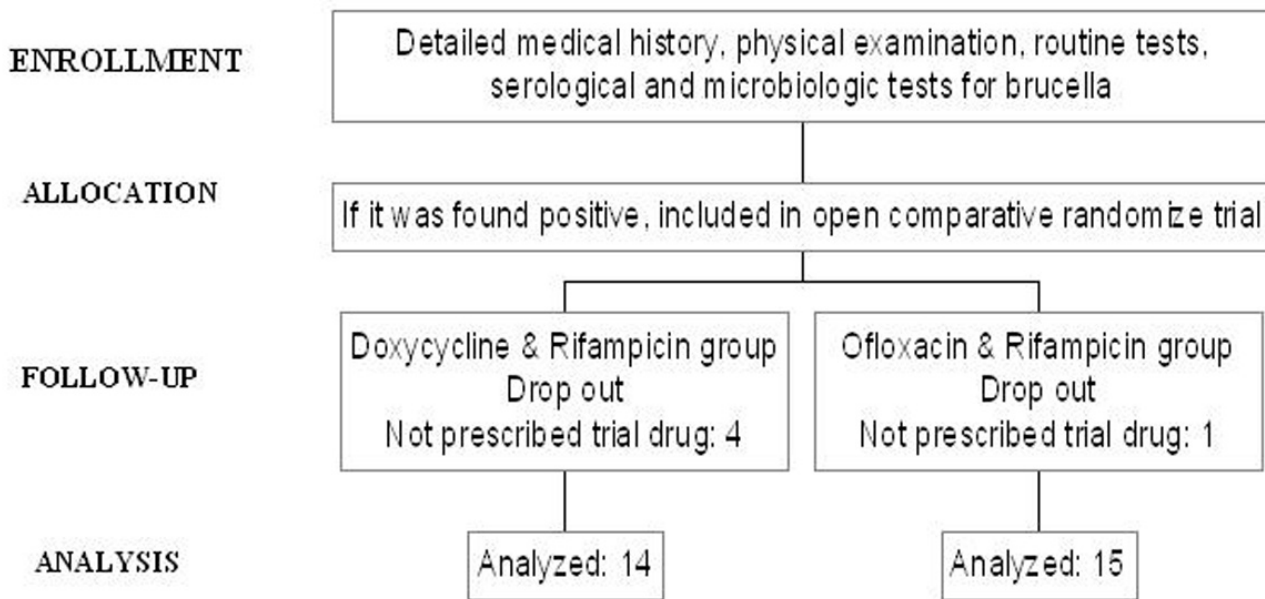 ENROLLMENT
Detailed medical history, physical examination, routine tests,
serological and microbiologic tests for brucella
ALLOCATION
If it was found positive, included in open comparative randomize trial
FOLLOW-UP
Doxycycline & Rifampicin group
Drop out
Not prescribed trial drug: 4
Ofloxacin & Rifampicin group
Drop out
Not prescribed trial drug: 1
ANALYSIS
Analyzed: 14
Analyzed: 15